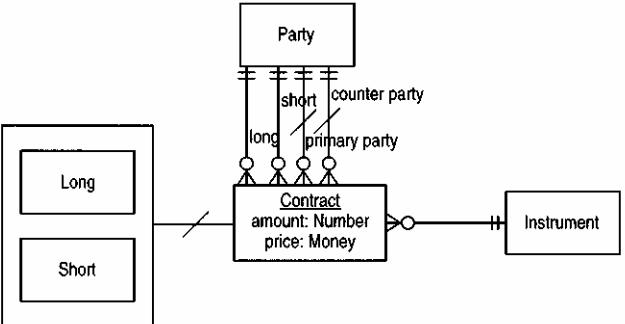 Party
short
counter party
long
primary party
Long
Contract
amount: Number
price: Money
Instrument
Short